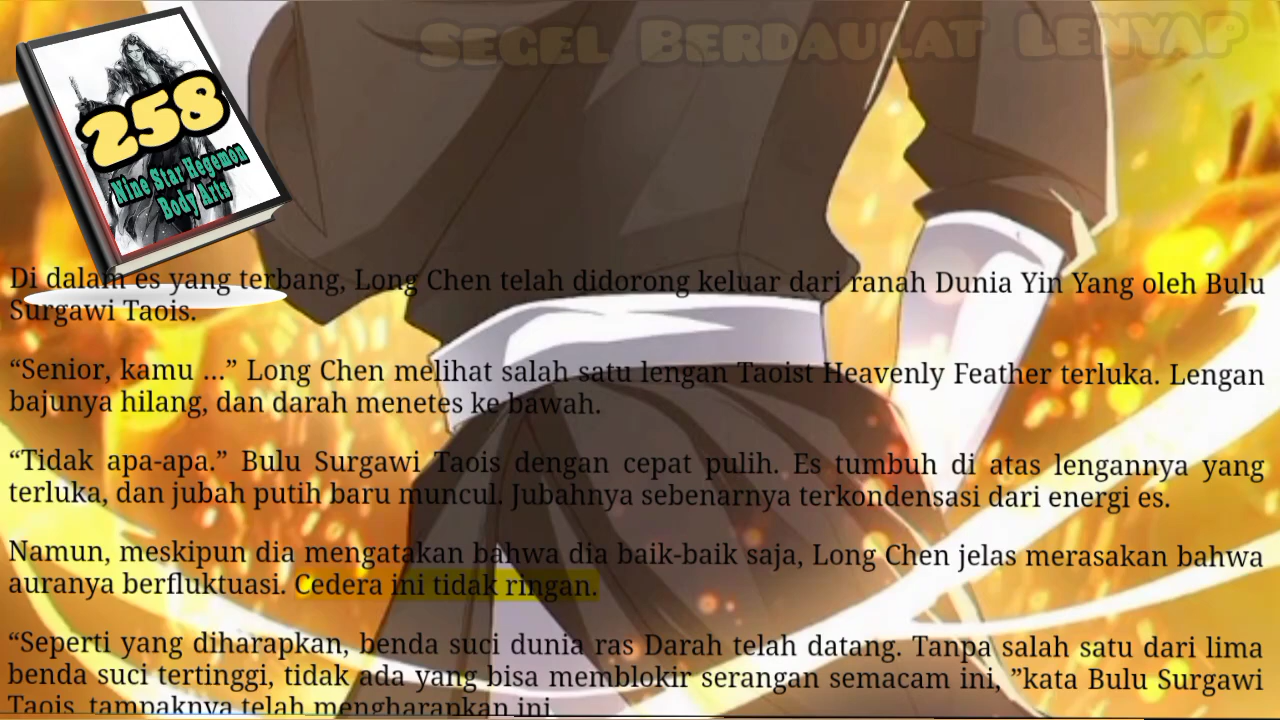 Segel Berdaulat Lenyap
258
Nine Star Hegemon
Body Arts
Di dalam es yang terbang, Long Chen telah didorong keluar dari ranah Dunia Yin Yang oleh Bulu
Surgawi Taois.
“Senior, kamu ...” Long Chen melihat salah satu lengan Taoist Heavenly Feather terluka. Lengan
bajunya hilang, dan darah menetes ke bawah.
“Tidak apa-apa.” Bulu Surgawi Taois dengan cepat pulih. Es tumbuh di atas lengannya yang
terluka, dan jubah putih baru muncul. Jubahnya sebenarnya terkondensasi dari energi es.
Namun, meskipun dia mengatakan bahwa dia baik-baik saja, Long Chen jelas merasakan bahwa
auranya berfluktuasi. Cedera ini tidak ringan.
“Seperti yang diharapkan, benda suci dunia ras Darah telah datang. Tanpa salah satu dari lima
benda suci tertinggi, tidak ada yang bisa memblokir serangan semacam ini, ”kata Bulu Surgawi
Taois, tampaknya telah mengharapkan ini.